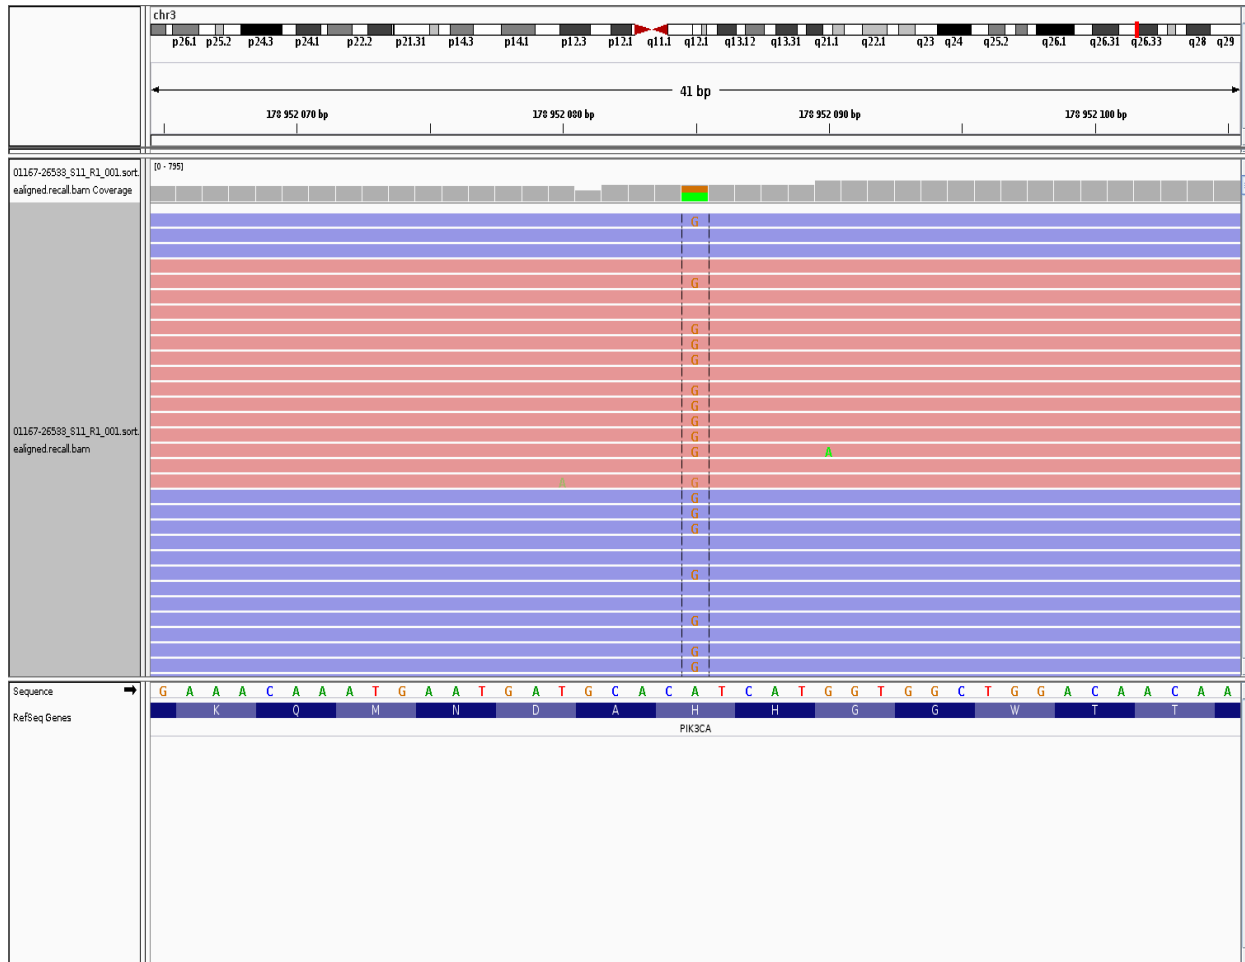 chr3
p26.1 p25.2 p24.3 p24.1 p22.2 p21.31 p14.3 p14.1 p12.3 p12.1 q11.1 q12.1 q13.12 q13.31 q21.1 q22.1 q23 q24 q25.2 q26.1 q26.31 q26.33 q28 q29
41 bp
178 952 070 bp 178 952 080 bp 178 952 090 bp 178 952 100 bp
01167-26533_S11_R1_001.sort.
ealigned.recall.bam Coverage
[0 - 795]
G
G
G
G
G
G
G
G
G
01167-26533_S11_R1_001.sort.
ealigned.recall.bam
G A
A G
G
G
G
G
G
G
G
Sequence G A A A C A A A T G A A T G A T G C A C A T C A T G G T G G C T G G A C A A C A A
RefSeq Genes K Q M N D A H H G G W T T
PIK3CA